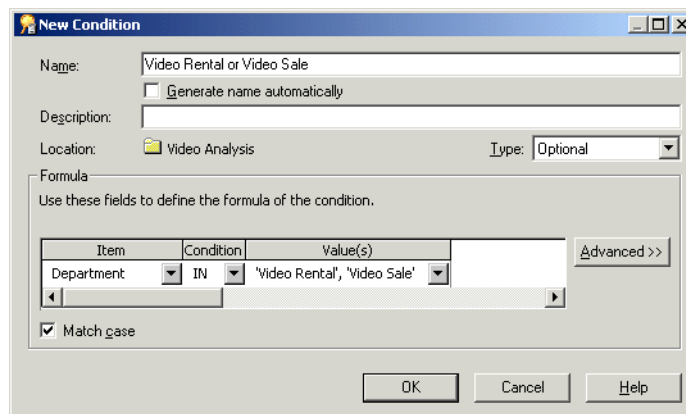 New Condition
Name: Video Rental or Video Sale
Generate name automatically
Description:
Location: Video Analysis Type: Optional
Formula
Use these fields to define the formula of the condition.
Item Condition Value(s)
Department IN 'Video Rental', 'Video Sale'
Advanced >>
Match case
OK Cancel Help